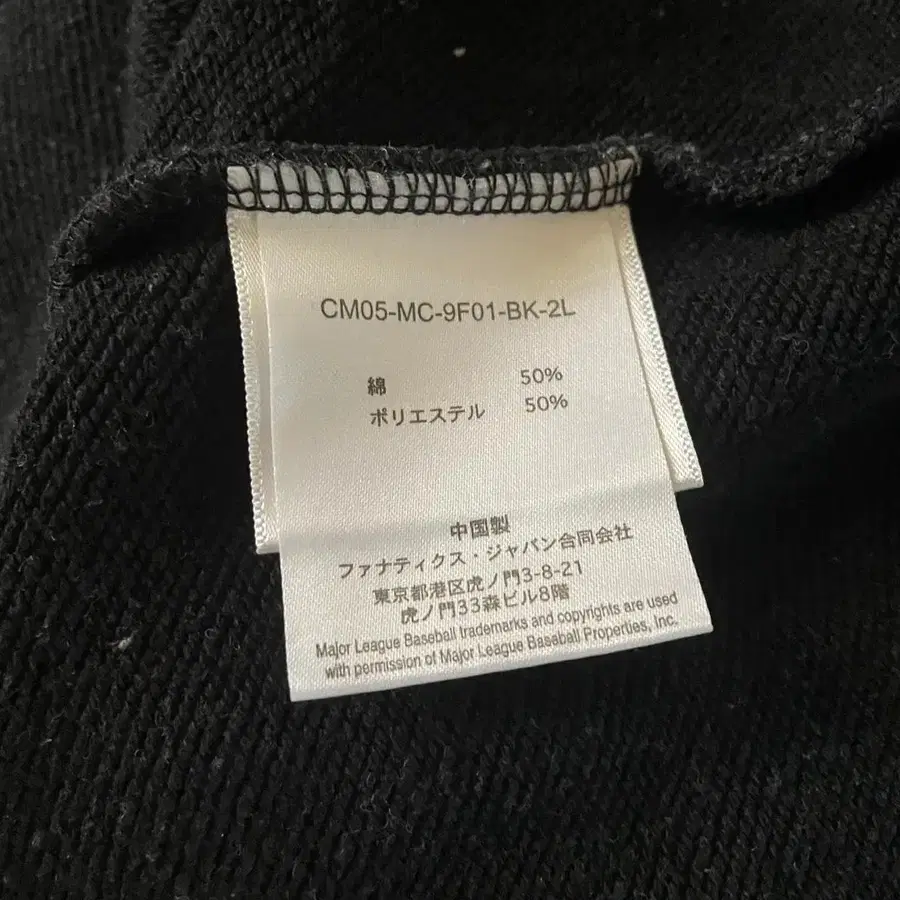 CM05-MC-9F01-BK-2L
綿 50%
ポリエステル 50%
中国製
ファナティクス・ジャパン合同会社
東京都港区虎ノ門3-8-21
虎ノ門33森ビル8階
Major League Baseball trademarks and copyrights are used
with permission of Major League Baseball Properties, Inc.